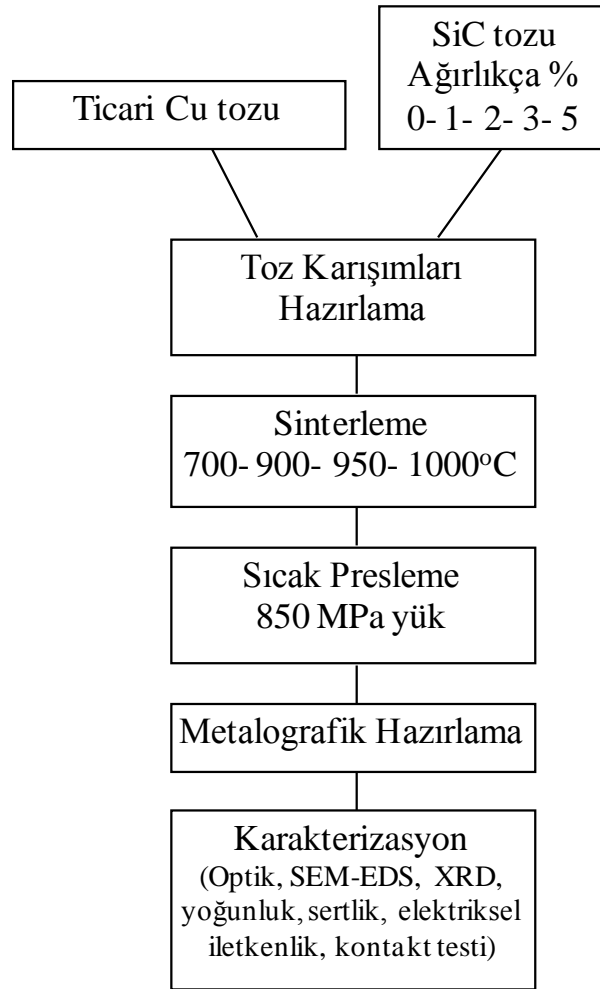 Ticari Cu tozu
SiC tozu
Ağırlıkça %
0- 1- 2- 3- 5
Toz Karışımları
Hazırlama
Sinterleme
700- 900- 950- 1000ºC
Sıcak Presleme
850 MPa yük
Metalografik Hazırlama
Karakterizasyon
(Optik, SEM-EDS, XRD,
yoğunluk, sertlik, elektriksel
iletkenlik, kontakt testi)